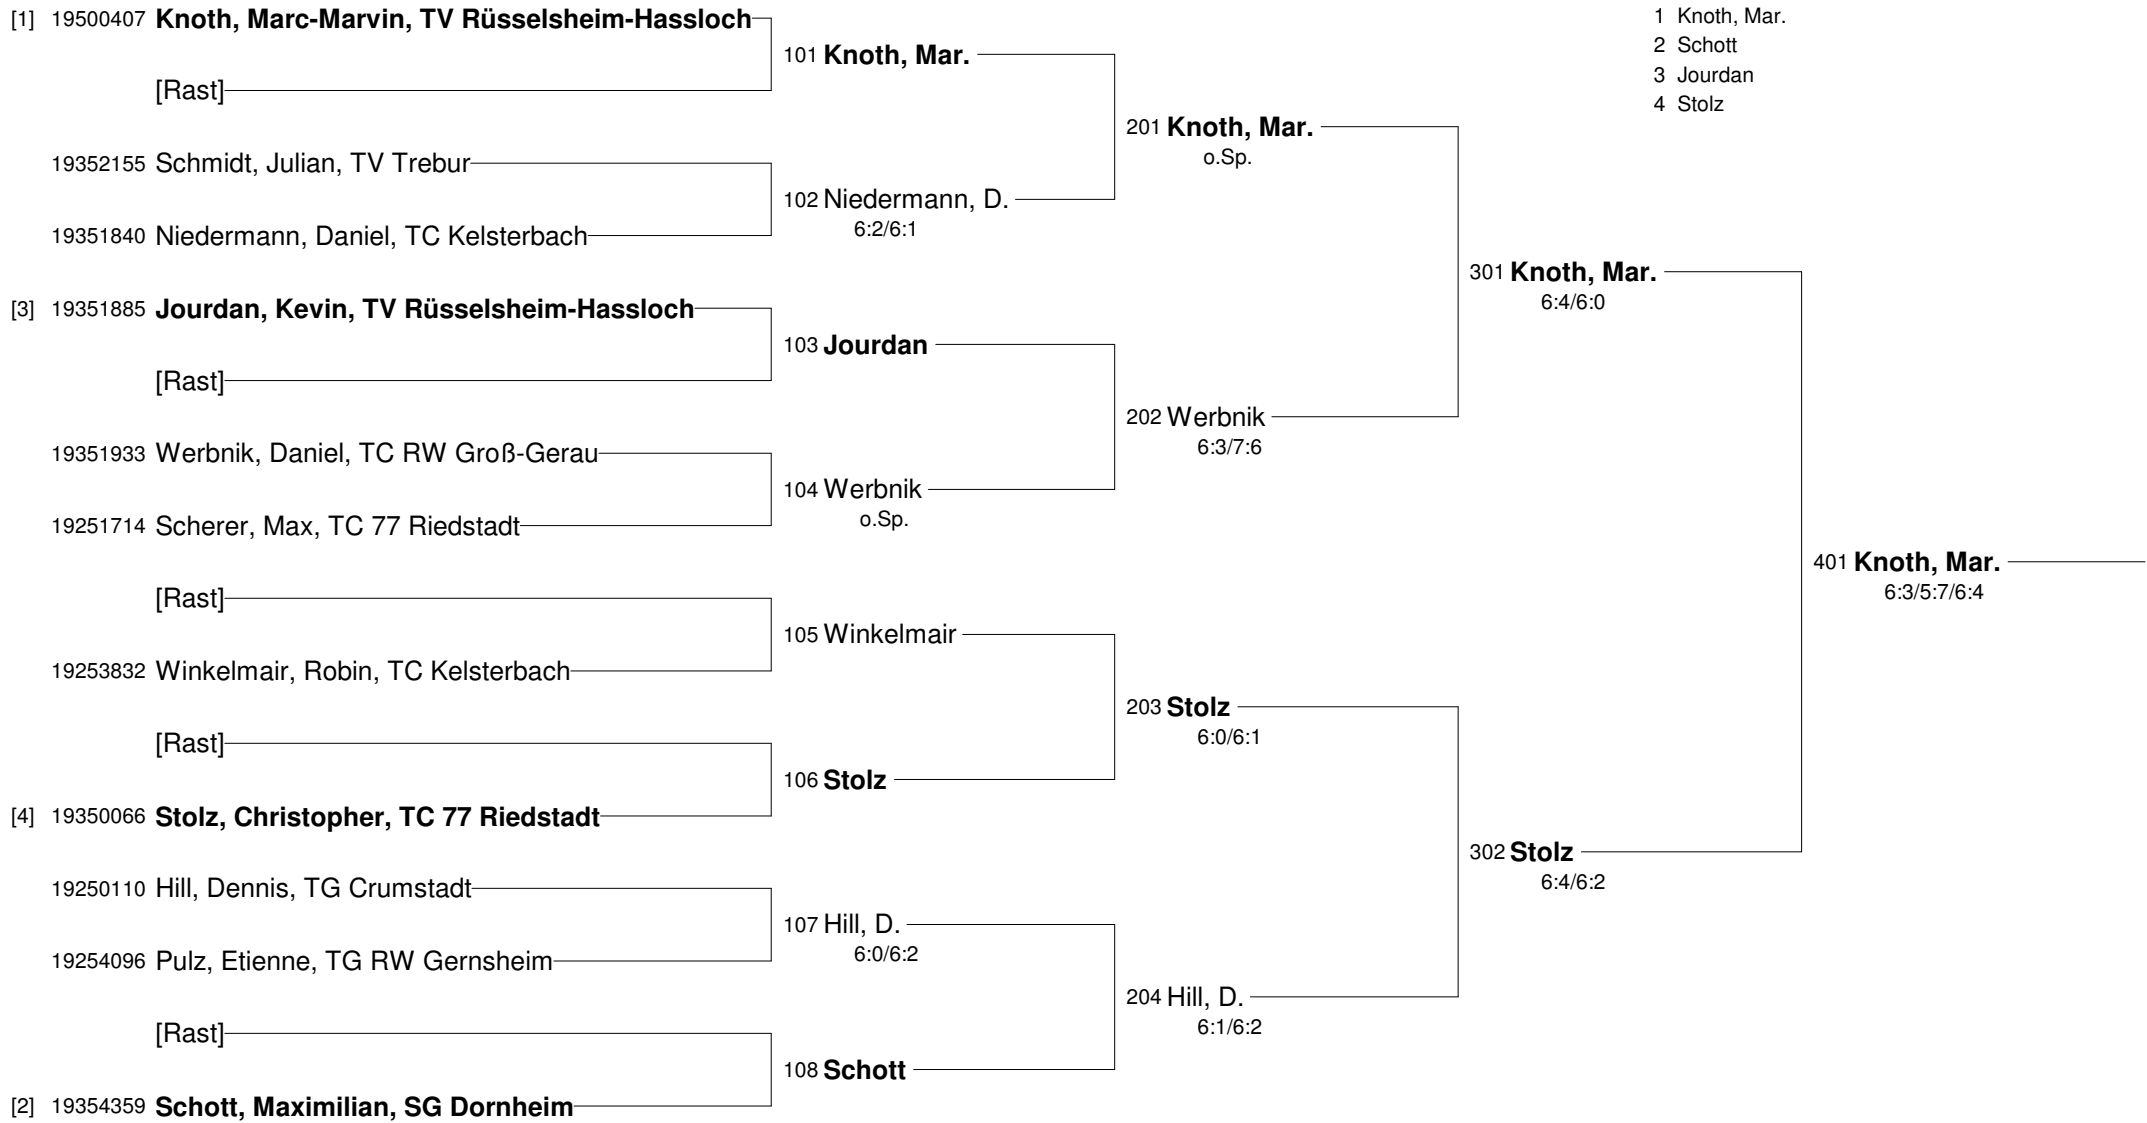 [1] 19500407 Knoth, Marc-Marvin, TV Rüsselsheim-Hassloch
[Rast]
19352155 Schmidt, Julian, TV Trebur
19351840 Niedermann, Daniel, TC Kelsterbach
[3] 19351885 Jourdan, Kevin, TV Rüsselsheim-Hassloch
[Rast]
19351933 Werbnik, Daniel, TC RW Groß-Gerau
19251714 Scherer, Max, TC 77 Riedstadt
[Rast]
19253832 Winkelmair, Robin, TC Kelsterbach
[Rast]
[4] 19350066 Stolz, Christopher, TC 77 Riedstadt
19250110 Hill, Dennis, TG Crumstadt
19254096 Pulz, Etienne, TG RW Gernsheim
[Rast]
[2] 19354359 Schott, Maximilian, SG Dornheim
101 Knoth, Mar.
102 Niedermann, D.
6:2/6:1
103 Jourdan
104 Werbnik
o.Sp.
105 Winkelmair
106 Stolz
107 Hill, D.
6:0/6:2
108 Schott
201 Knoth, Mar.
o.Sp.
202 Werbnik
6:3/7:6
203 Stolz
6:0/6:1
204 Hill, D.
6:1/6:2
301 Knoth, Mar.
6:4/6:0
302 Stolz
6:4/6:2
401 Knoth, Mar.
6:3/5:7/6:4
1 Knoth, Mar.
2 Schott
3 Jourdan
4 Stolz